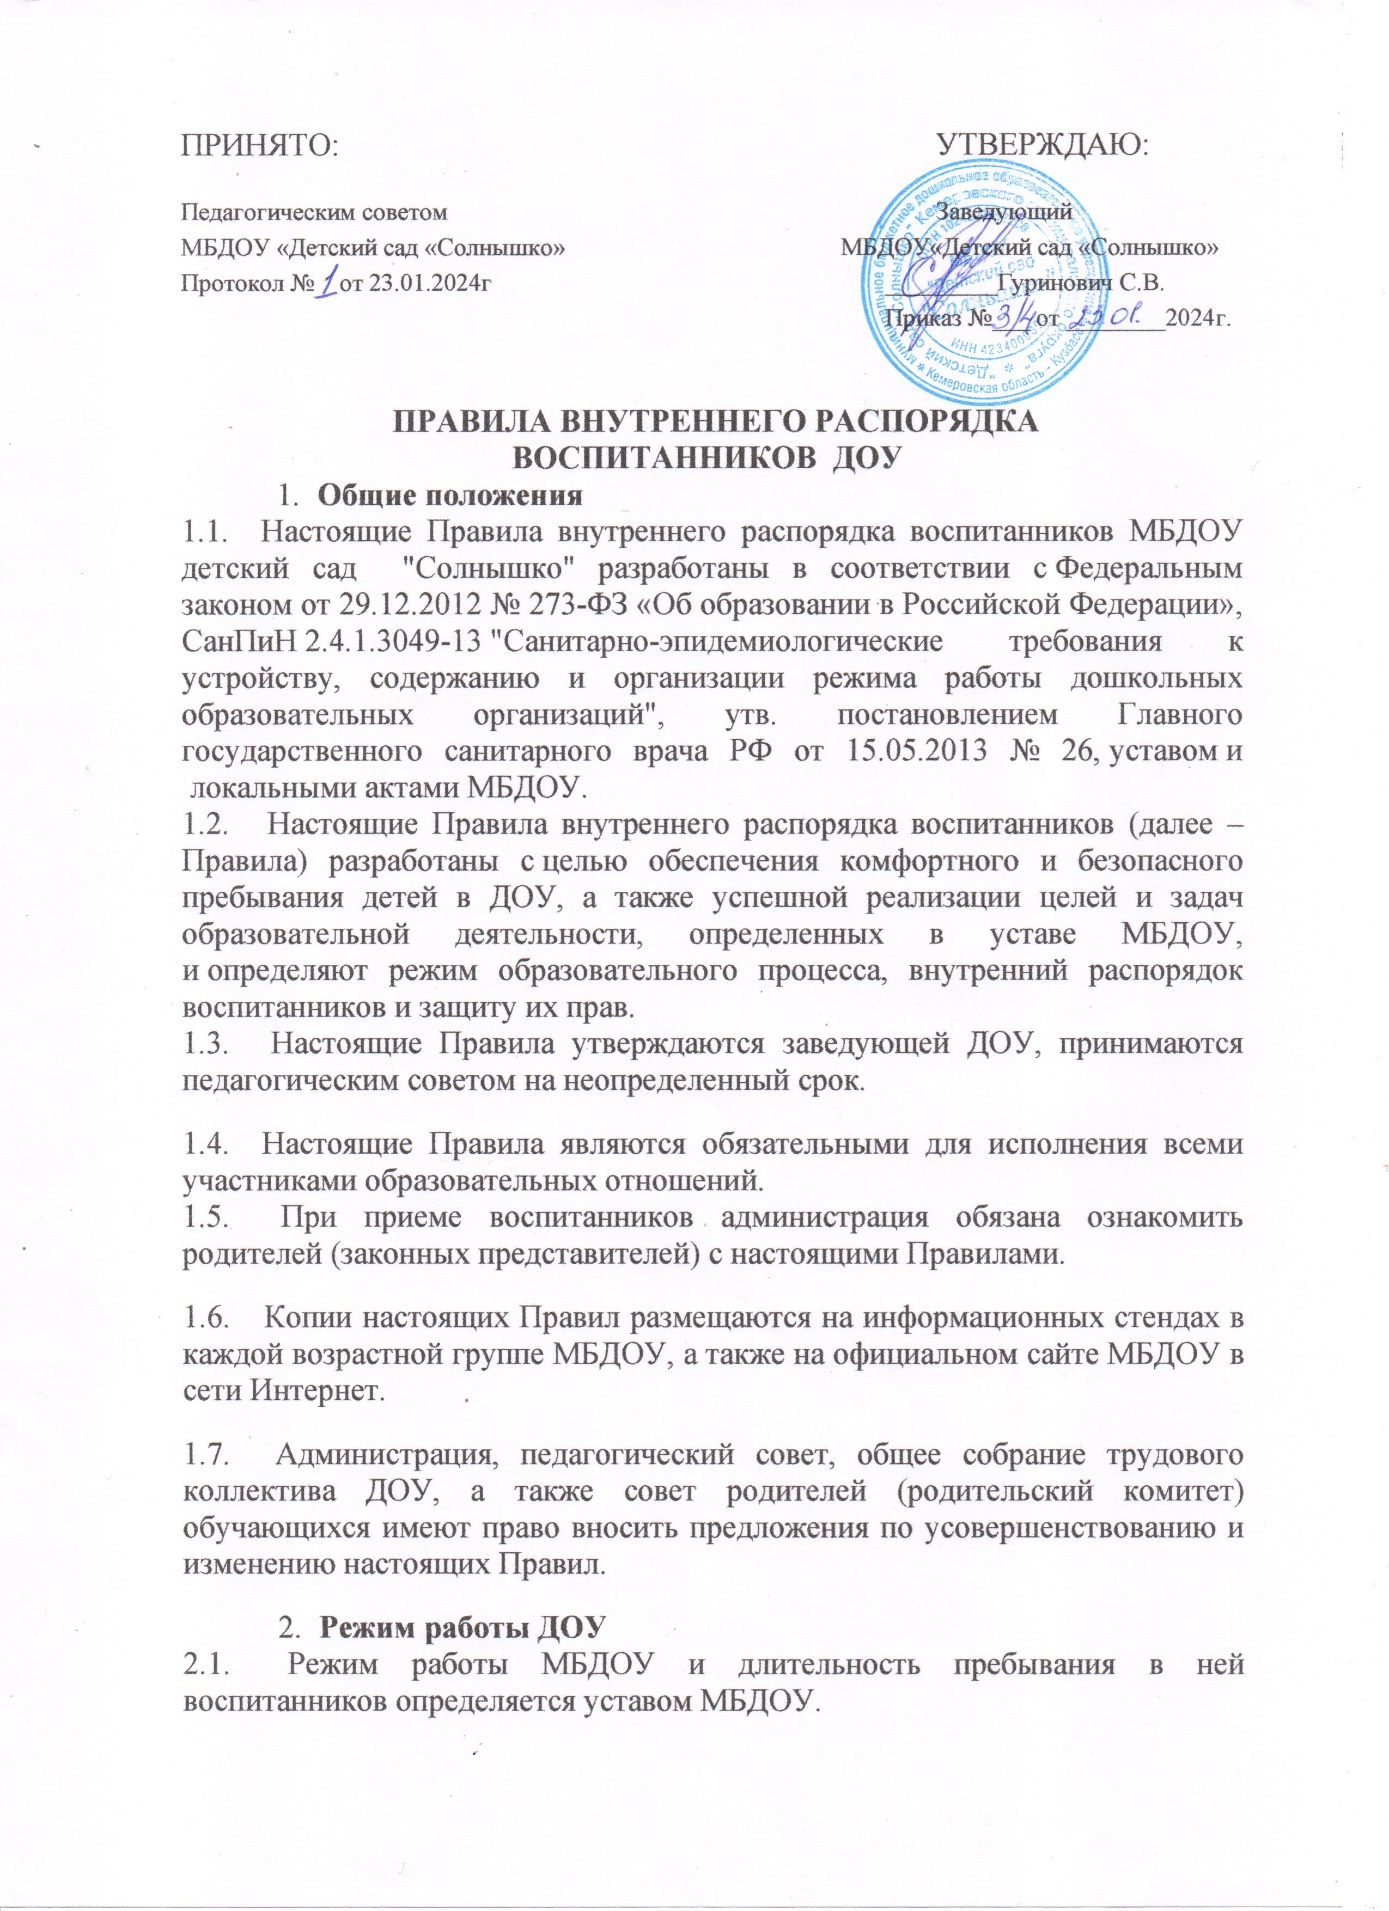 ПРИНЯТО:
Педагогическим советом
МБДОУ «Детский сад «Солнышко»
Протокол № 1 от 23.01.2024г
УТВЕРЖДАЮ:
Заведующий
МБДОУ«Детский сад «Солнышко»
_________Гуринович С.В.
Приказ № 3/4 от 23.01. 2024г.
Кемеровская область - Кузбасс
"Детский сад
ПРАВИЛА ВНУТРЕННЕГО РАСПОРЯДКА
ВОСПИТАННИКОВ ДОУ
1. Общие положения
1.1. Настоящие Правила внутреннего распорядка воспитанников МБДОУ
детский сад "Солнышко" разработаны в соответствии с Федеральным
законом от 29.12.2012 № 273-ФЗ «Об образовании в Российской Федерации»,
СанПиН 2.4.1.3049-13 "Санитарно-эпидемиологические требования к
устройству, содержанию и организации режима работы дошкольных
образовательных организаций", утв. постановлением Главного
государственного санитарного врача РФ от 15.05.2013 № 26, уставом и
локальными актами МБДОУ.
1.2. Настоящие Правила внутреннего распорядка воспитанников (далее –
Правила) разработаны с целью обеспечения комфортного и безопасного
пребывания детей в ДОУ, а также успешной реализации целей и задач
образовательной деятельности, определенных в уставе МБДОУ,
и определяют режим образовательного процесса, внутренний распорядок
воспитанников и защиту их прав.
1.3. Настоящие Правила утверждаются заведующей ДОУ, принимаются
педагогическим советом на неопределенный срок.
1.4. Настоящие Правила являются обязательными для исполнения всеми
участниками образовательных отношений.
1.5. При приеме воспитанников администрация обязана ознакомить
родителей (законных представителей) с настоящими Правилами.
1.6. Копии настоящих Правил размещаются на информационных стендах в
каждой возрастной группе МБДОУ, а также на официальном сайте МБДОУ в
сети Интернет.
1.7. Администрация, педагогический совет, общее собрание трудового
коллектива ДОУ, а также совет родителей (родительский комитет)
обучающихся имеют право вносить предложения по усовершенствованию и
изменению настоящих Правил.
2. Режим работы ДОУ
2.1. Режим работы МБДОУ и длительность пребывания в ней
воспитанников определяется уставом МБДОУ.